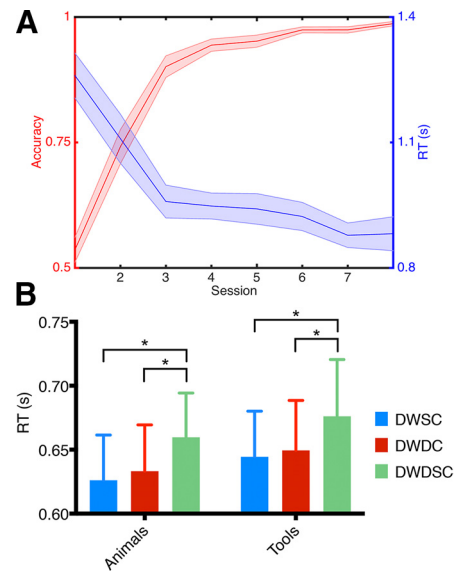 A
1
0.75
0.5
Accuracy
1.4
1.1
0.8
RT (s)
2 3 4 5 6 7
Session
B
0.75
0.70
0.65
0.60
RT (s)
* *
* *
Animals Tools
DWSC
DWDC
DWDSC